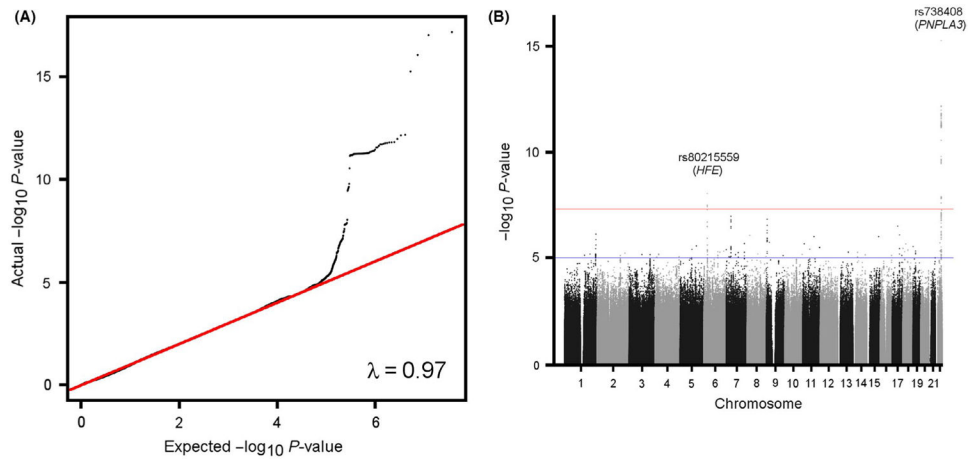 (A)
15
10
5
0
Actual –log10 P-value
0 2 4 6
Expected –log10 P-value
λ = 0.97
(B)
rs738408
(PNPLA3)
rs80215559
(HFE)
15
10
5
0
–log10 P-value
1 2 3 4 5 6 7 8 9 10 11 12 13 14 15 17 19 21
Chromosome